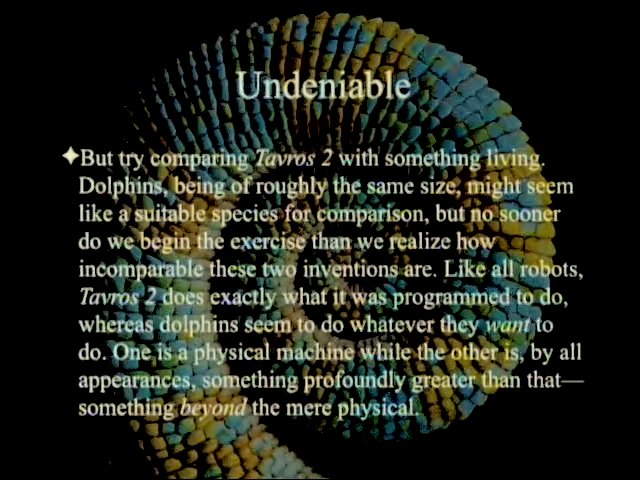 Undeniable
But try comparing Tavros 2 with something living.
Dolphins, being of roughly the same size, might seem
like a suitable species for comparison, but no sooner
do we begin the exercise than we realize how
incomparable these two inventions are. Like all robots,
Tavros 2 does exactly what it was programmed to do,
whereas dolphins seem to do whatever they want to
do. One is a physical machine while the other is, by all
appearances, something profoundly greater than that—
something beyond the mere physical.